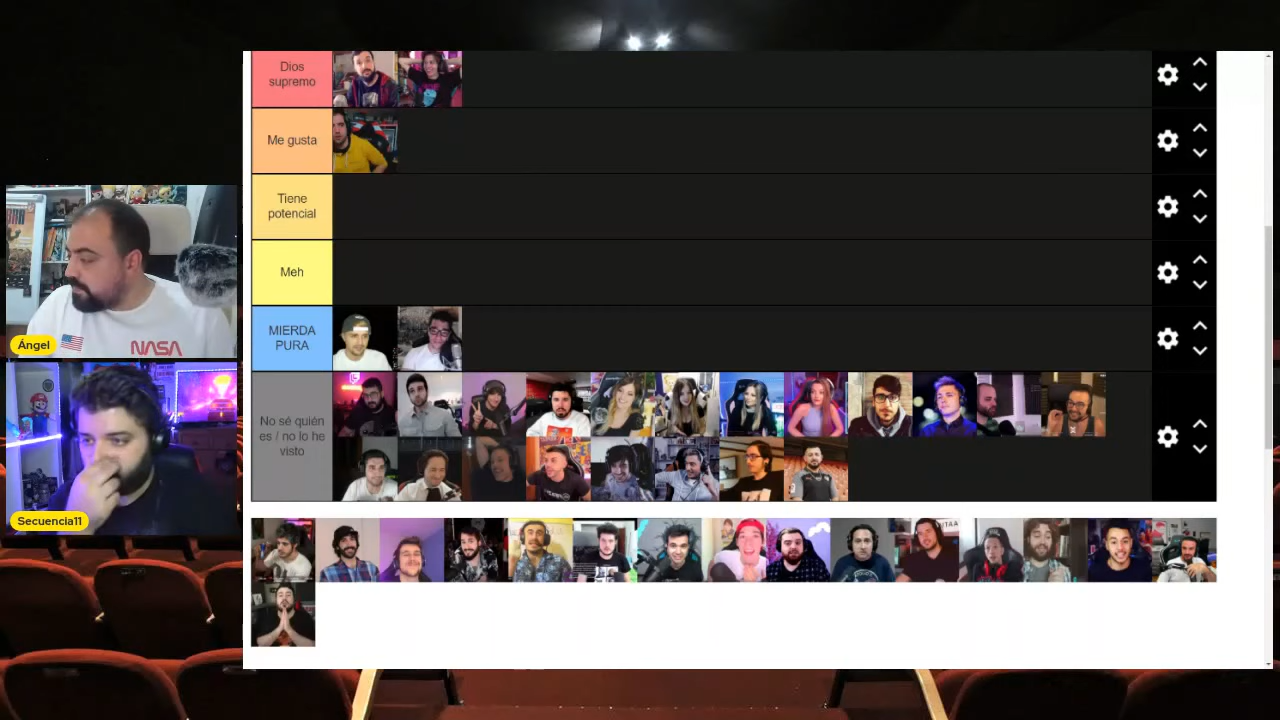 Dios
supremo
Me gusta
Tiene
potencial
Meh
MIERDA
PURA
No sé quién
es / no lo he
visto
NASA
Ángel
Secuencia11